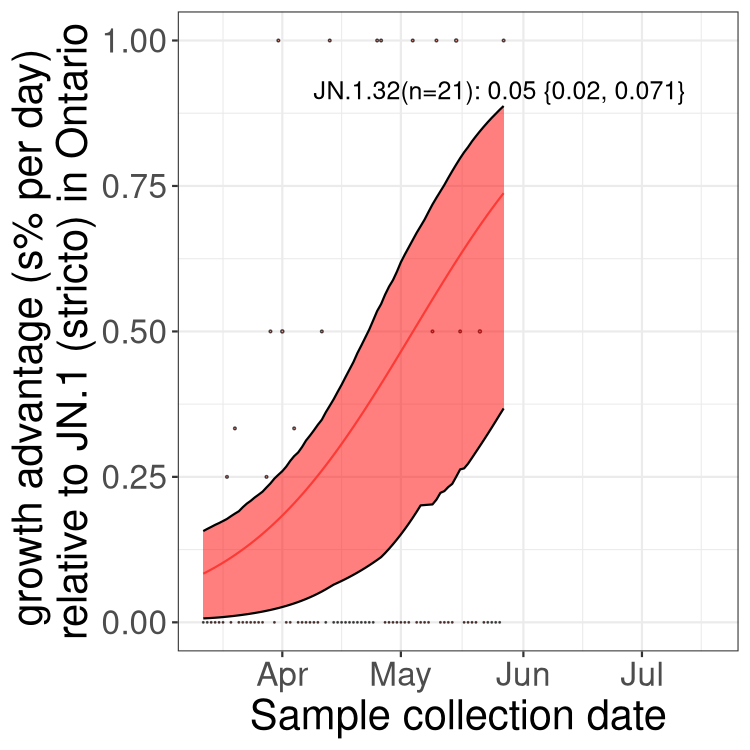 growth advantage (s% per day)
relative to JN.1 (stricto) in Ontario
1.00
JN.1.32(n=21): 0.05 {0.02, 0.071}
0.75
0.50
0.25
0.00
Apr May Jun Jul
Sample collection date